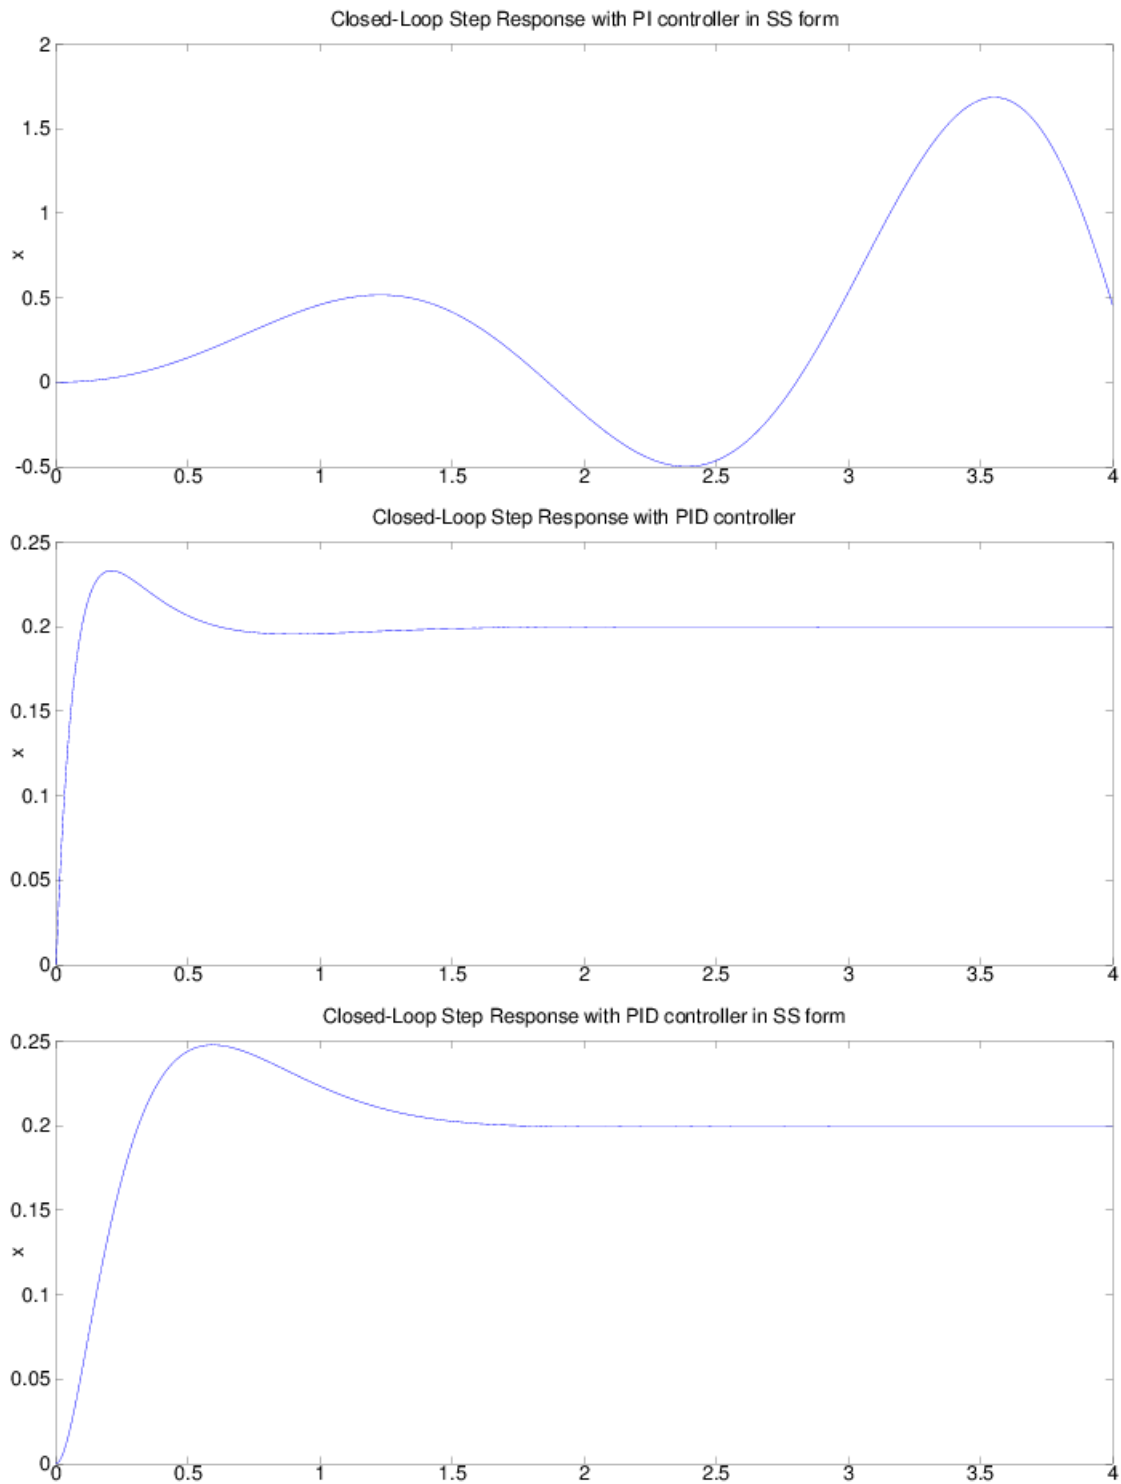 Closed-Loop Step Response with PI controller in SS form
2
1.5
1
0.5
0
-0.5
x
0 0.5 1 1.5 2 2.5 3 3.5 4
Closed-Loop Step Response with PID controller
0.25
0.2
0.15
0.1
0.05
0
x
0 0.5 1 1.5 2 2.5 3 3.5 4
Closed-Loop Step Response with PID controller in SS form
0.25
0.2
0.15
0.1
0.05
0
x
0 0.5 1 1.5 2 2.5 3 3.5 4